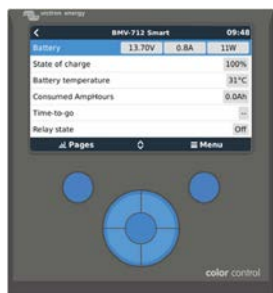 victron energy
BMV-712 Smart 09:48
Battery 13.70V 0.8A 11W
State of charge 100%
Battery temperature 31°C
Consumed AmpHours 0.0Ah
Time-to-go --
Relay state Off
Pages Menu
color control